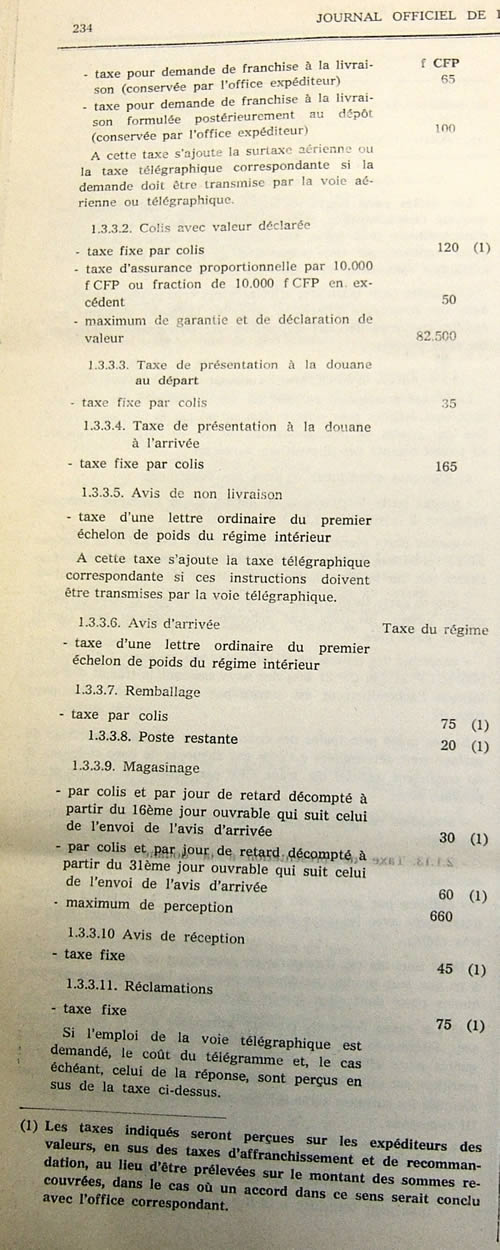 234
JOURNAL OFFICIEL DE
f CFP
- taxe pour demande de franchise à la livrai-
son (conservée par l'office expéditeur) 65
- taxe pour demande de franchise à la livrai-
son formulée postérieurement au dépôt
(conservée par l'office expéditeur) 100
A cette taxe s'ajoute la surtaxe aérienne ou
la taxe télégraphique correspondante si la
demande doit être transmise par la voie aé-
rienne ou télégraphique.
1.3.3.2. Colis avec valeur déclarée
- taxe fixe par colis 120 (1)
- taxe d'assurance proportionnelle par 10.000
f CFP ou fraction de 10.000 f CFP en ex-
cédent 50
- maximum de garantie et de déclaration de
valeur 82.500
1.3.3.3. Taxe de présentation à la douane
au départ
- taxe fixe par colis 35
1.3.3.4. Taxe de présentation à la douane
à l'arrivée
- taxe fixe par colis 165
1.3.3.5. Avis de non livraison
- taxe d'une lettre ordinaire du premier
échelon de poids du régime intérieur
A cette taxe s'ajoute la taxe télégraphique
correspondante si ces instructions doivent
être transmises par la voie télégraphique.
1.3.3.6. Avis d'arrivée Taxe du régime
- taxe d'une lettre ordinaire du premier
échelon de poids du régime intérieur
1.3.3.7. Remballage
- taxe par colis 75 (1)
1.3.3.8. Poste restante 20 (1)
1.3.3.9. Magasinage
- par colis et par jour de retard décompté à
partir du 16ème jour ouvrable qui suit celui
de l'envoi de l'avis d'arrivée 30 (1)
- par colis et par jour de retard décompté à
partir du 31ème jour ouvrable qui suit celui
de l'envoi de l'avis d'arrivée 60 (1)
- maximum de perception 660
1.3.3.10 Avis de réception
- taxe fixe 45 (1)
1.3.3.11. Réclamations
- taxe fixe 75 (1)
Si l'emploi de la voie télégraphique est
demandé, le coût du télégramme et, le cas
échéant, celui de la réponse, sont perçus en
sus de la taxe ci-dessus.
(1) Les taxes indiqués seront perçues sur les expéditeurs des
valeurs, en sus des taxes d'affranchissement et de recomman-
dation, au lieu d'être prélevées sur le montant des sommes re-
couvrées, dans le cas où un accord dans ce sens serait conclu
avec l'office correspondant.